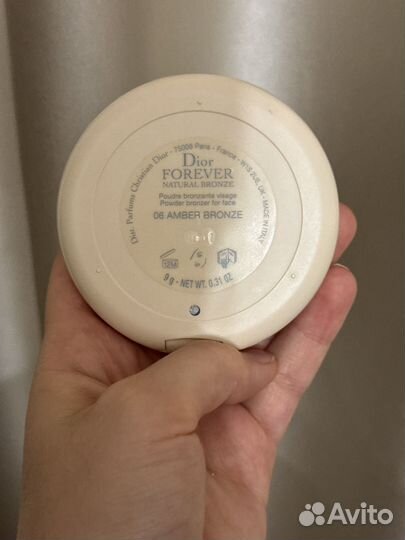 Dior. Parfums Christian Dior - 75008 Paris - France - W1S 2UE, UK - MADE IN ITALY
Dior
FOREVER
NATURAL BRONZE
Poudre bronzante visage
Powder bronzer for face
06 AMBER BRONZE
12M
9 g - NET WT. 0.31 OZ
Avito